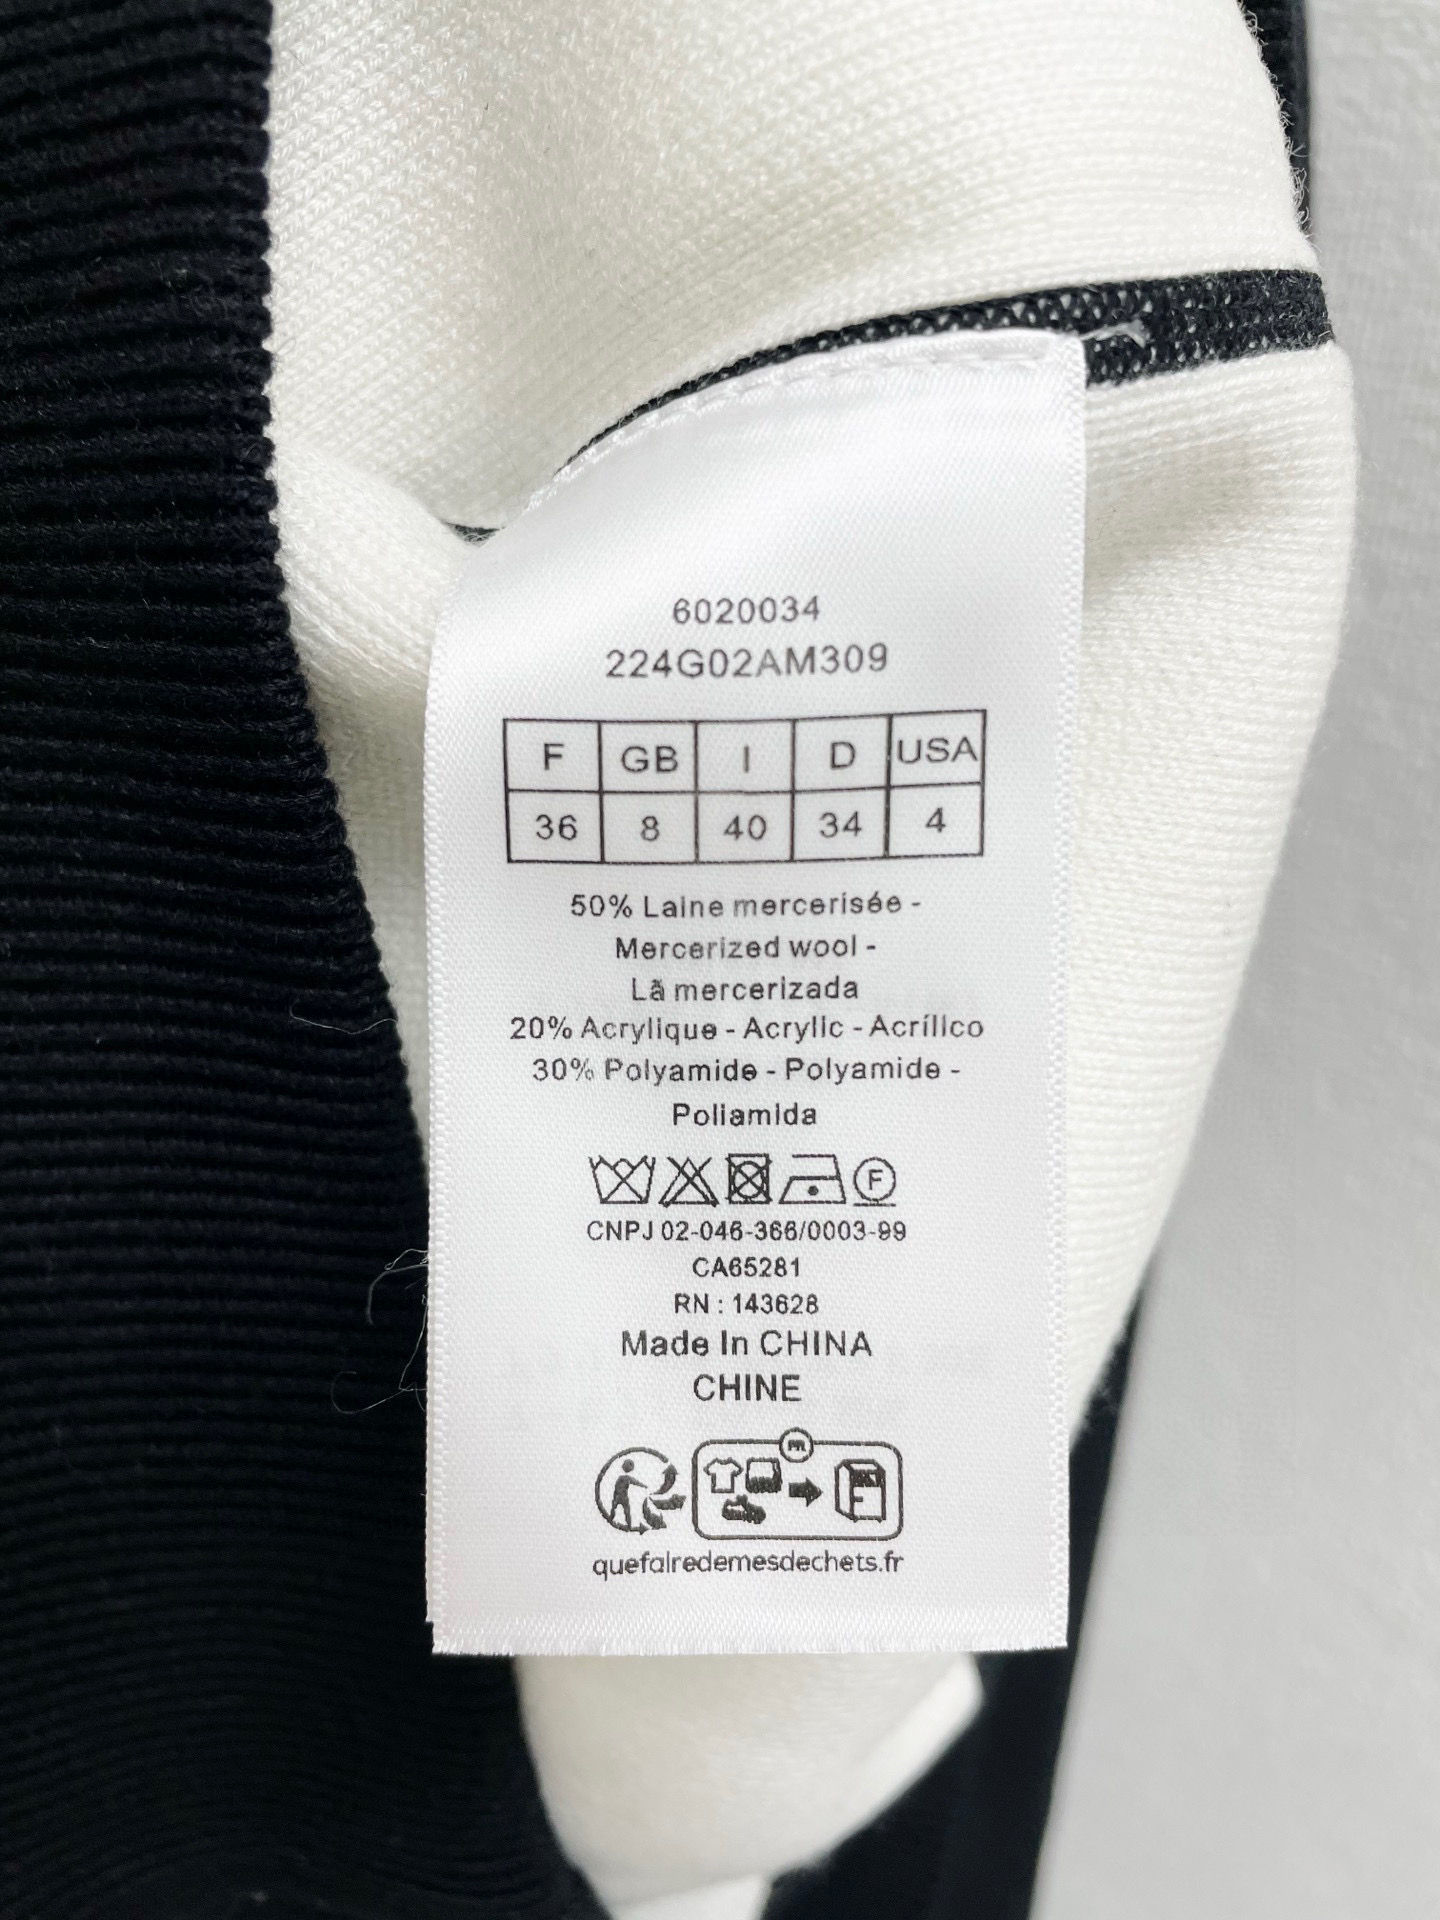 6020034
224G02AM309
F GB I D USA
36 8 40 34 4
50% Laine mercerisée -
Mercerized wool -
Lã mercerizada
20% Acrylique - Acrylic - Acrílico
30% Polyamide - Polyamide -
Poliamida
F
CNPJ 02-046-366/0003-99
CA65281
RN : 143628
Made In CHINA
CHINE
FR
quefairedemesdechets.fr